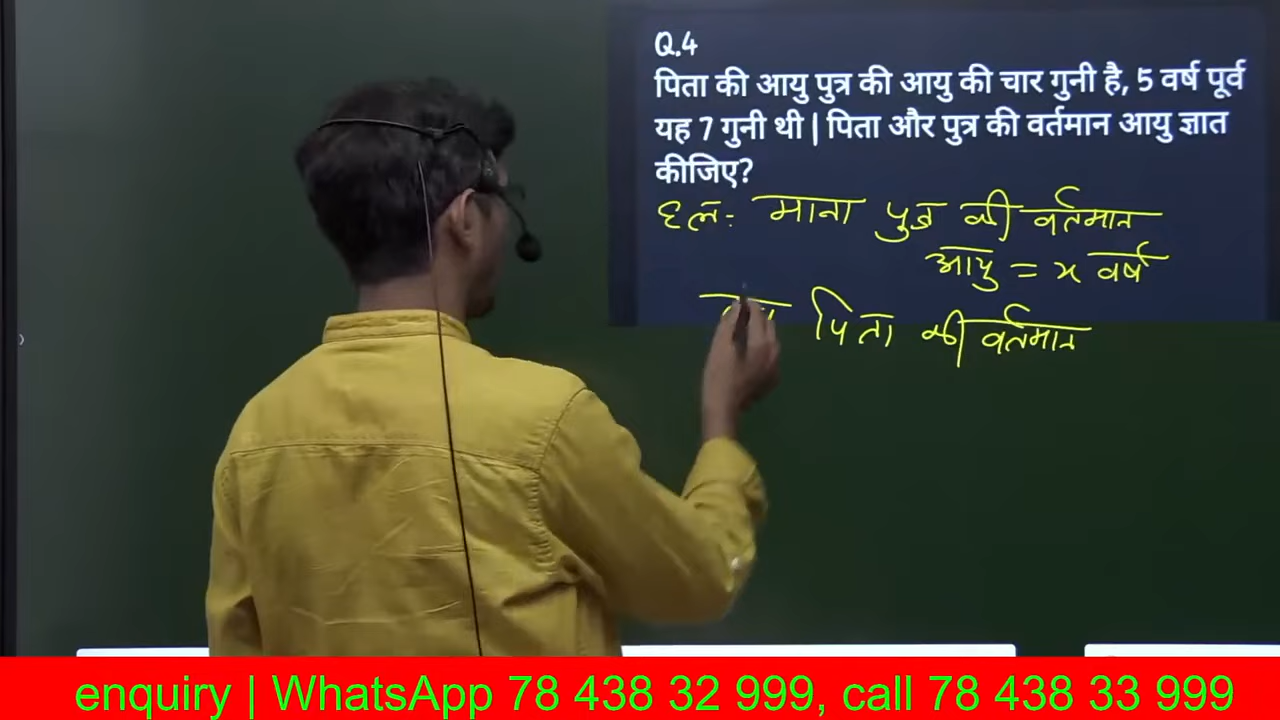 Q.4
पिता की आयु पुत्र की आयु की चार गुनी है, 5 वर्ष पूर्व
यह 7 गुनी थी | पिता और पुत्र की वर्तमान आयु ज्ञात
कीजिए?
हल:- माना पुत्र की वर्तमान
आयु = x वर्ष
पिता की वर्तमान
enquiry | WhatsApp 78 438 32 999, call 78 438 33 999